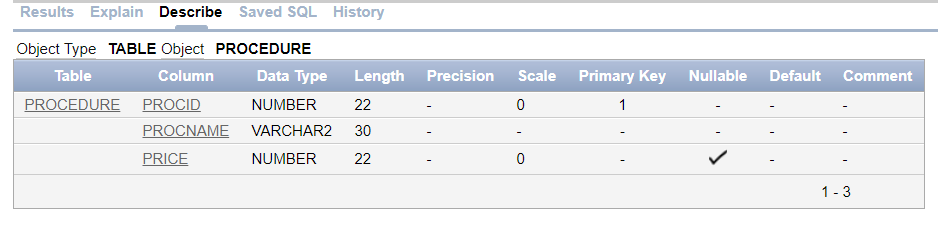 Results Explain Describe Saved SQL History
Object Type TABLE Object PROCEDURE
Table Column Data Type Length Precision Scale Primary Key Nullable Default Comment
PROCEDURE PROCID NUMBER 22 - 0 1 - - -
PROCNAME VARCHAR2 30 - - - - - -
PRICE NUMBER 22 - 0 - ✓ - -
1 - 3